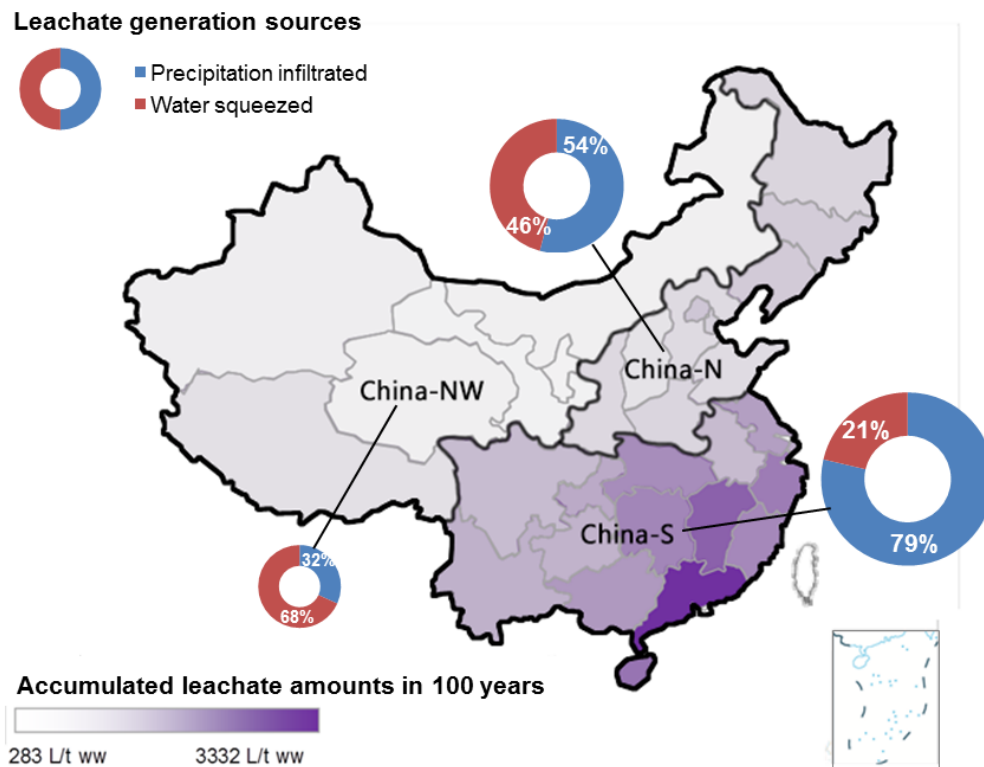 Leachate generation sources
Precipitation infiltrated
Water squeezed
54%
46%
China-N
China-NW
21%
China-S
79%
32%
68%
Accumulated leachate amounts in 100 years
283 L/t ww
3332 L/t ww